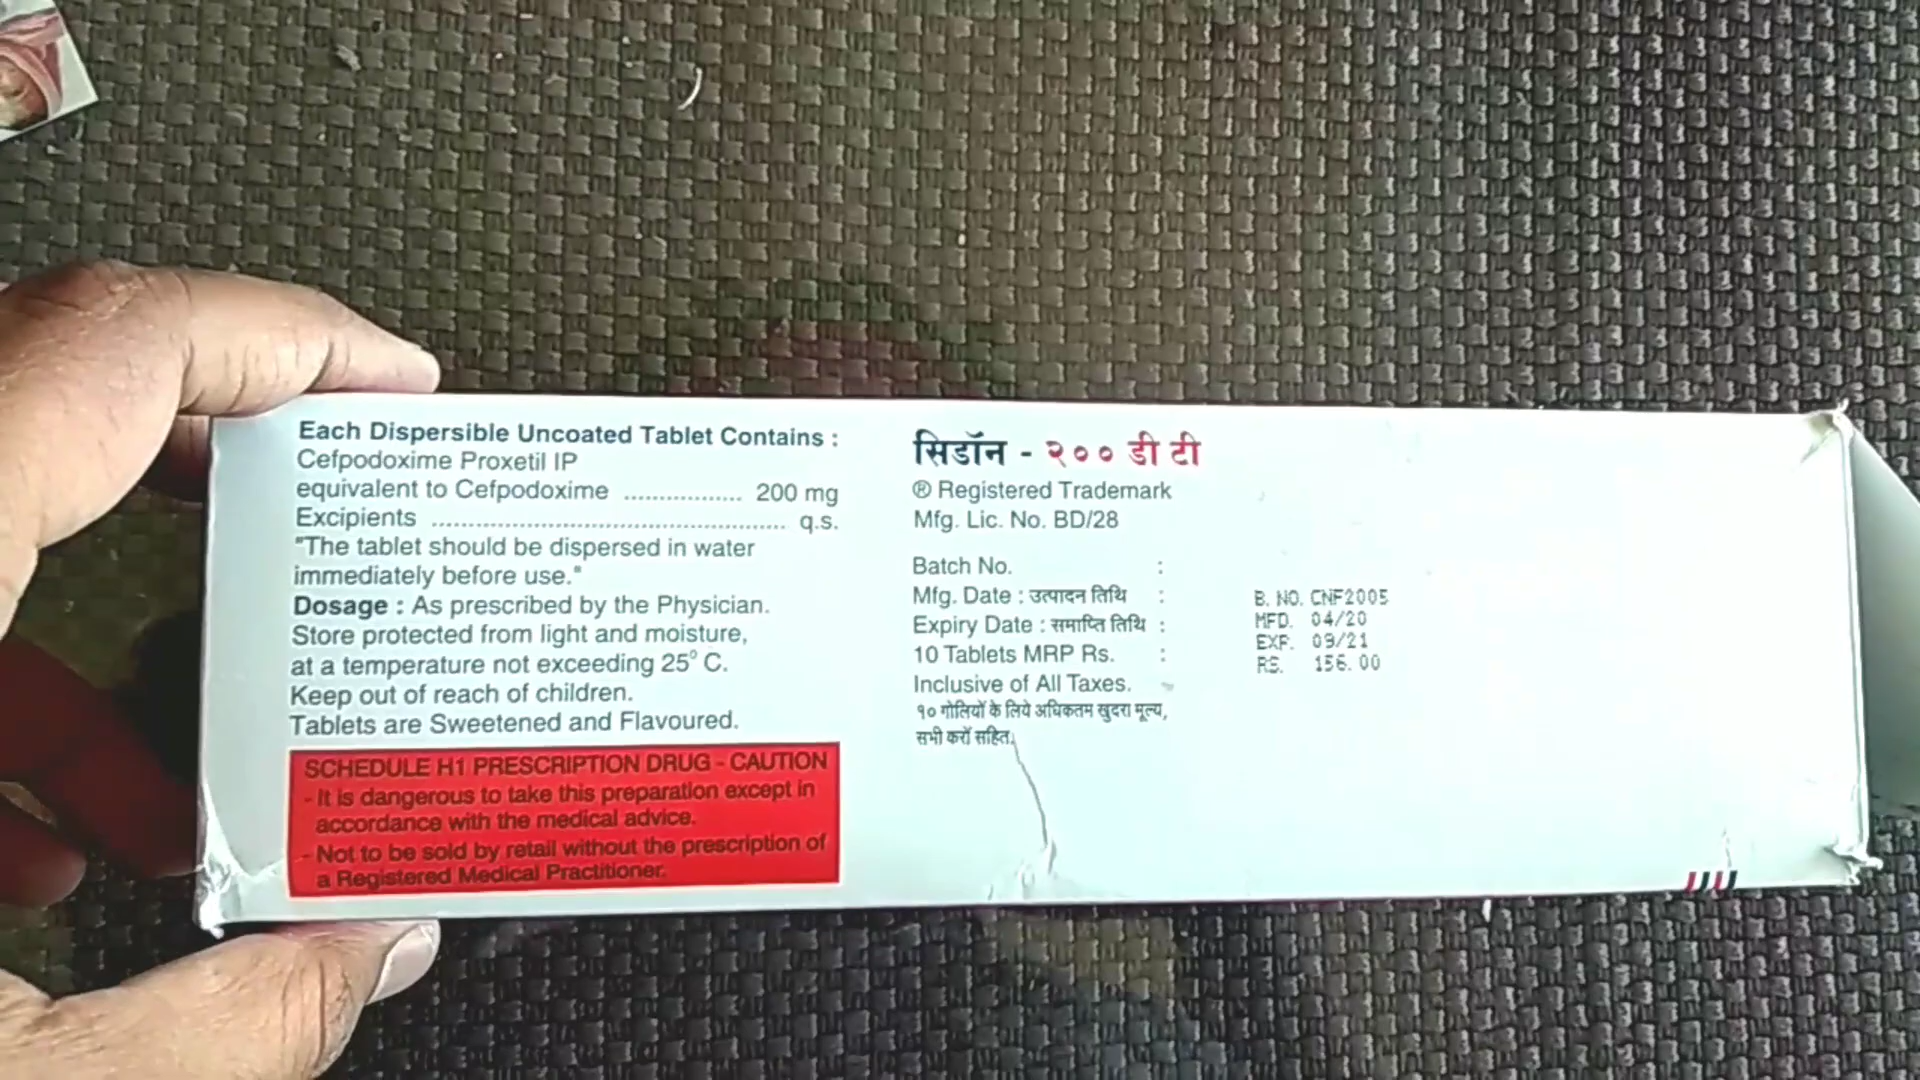 Each Dispersible Uncoated Tablet Contains :
Cefpodoxime Proxetil IP
equivalent to Cefpodoxime ................. 200 mg
Excipients ................................................ q.s.
"The tablet should be dispersed in water
immediately before use."
Dosage : As prescribed by the Physician.
Store protected from light and moisture,
at a temperature not exceeding 25° C.
Keep out of reach of children.
Tablets are Sweetened and Flavoured.
SCHEDULE H1 PRESCRIPTION DRUG - CAUTION
- It is dangerous to take this preparation except in
accordance with the medical advice.
- Not to be sold by retail without the prescription of
a Registered Medical Practitioner.
सिडॉन - २०० डी टी
® Registered Trademark
Mfg. Lic. No. BD/28
Batch No. :
Mfg. Date : उत्पादन तिथि :
Expiry Date : समाप्ति तिथि :
10 Tablets MRP Rs. :
Inclusive of All Taxes.
१० गोलियों के लिये अधिकतम खुदरा मूल्य,
सभी करों सहित.
B. NO. CNF2005
MFD. 04/20
EXP. 09/21
RS. 156.00